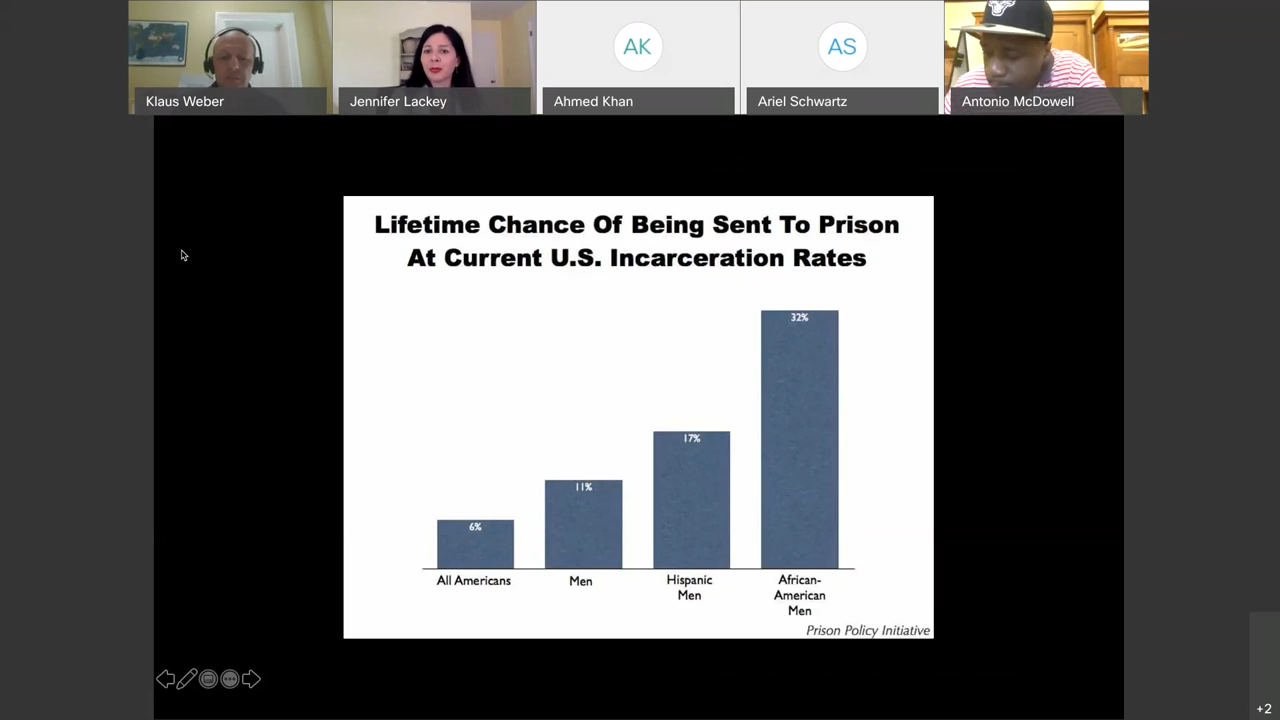 AK
AS
Klaus Weber
Jennifer Lackey
Ahmed Khan
Ariel Schwartz
Antonio McDowell
Lifetime Chance Of Being Sent To Prison
At Current U.S. Incarceration Rates
32%
17%
11%
6%
All Americans
Men
Hispanic
Men
African-
American
Men
Prison Policy Initiative
+2